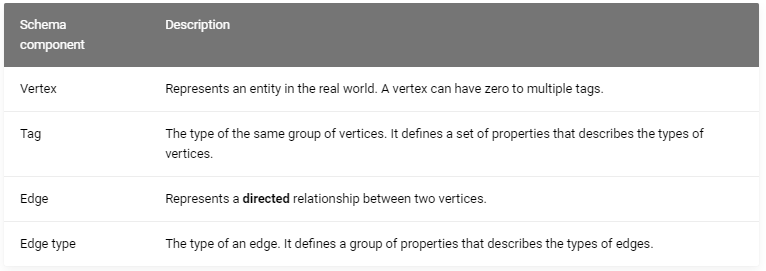 Schema
component
Description
Vertex
Represents an entity in the real world. A vertex can have zero to multiple tags.
Tag
The type of the same group of vertices. It defines a set of properties that describes the types of
vertices.
Edge
Represents a directed relationship between two vertices.
Edge type
The type of an edge. It defines a group of properties that describes the types of edges.